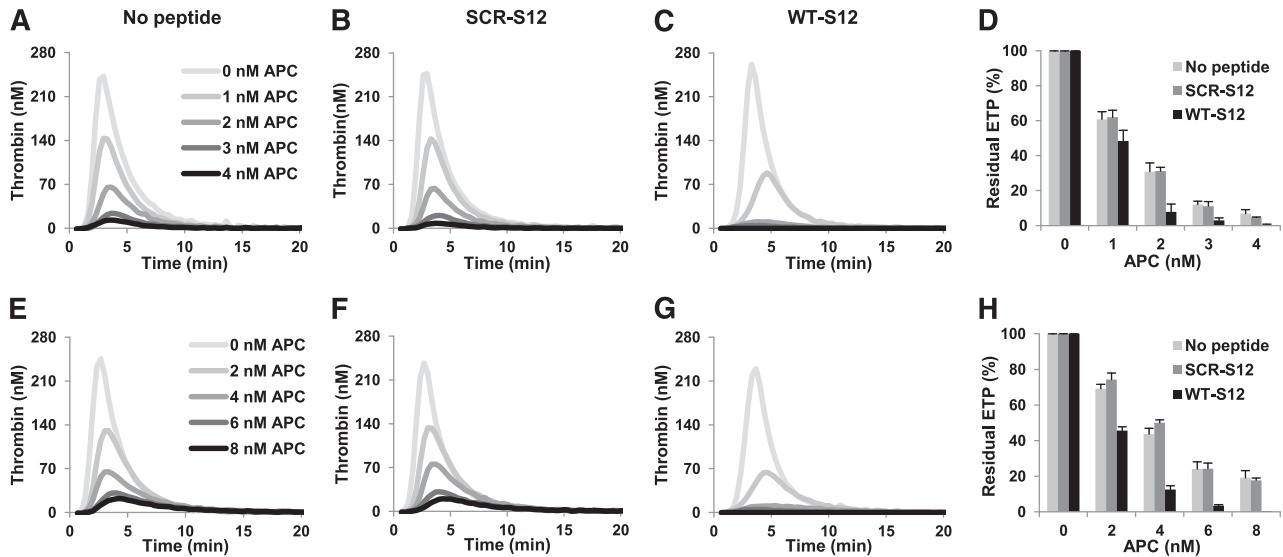 A No peptide
B SCR-S12
C WT-S12
D
Thrombin (nM)
280
210
140
70
0
0 nM APC
1 nM APC
2 nM APC
3 nM APC
4 nM APC
0 5 10 15 20
Time (min)
Thrombin(nM)
280
210
140
70
0
0 5 10 15 20
Time (min)
Thrombin (nM)
280
210
140
70
0
0 5 10 15 20
Time (min)
Residual ETP (%)
100
80
60
40
20
0
No peptide
SCR-S12
WT-S12
0 1 2 3 4
APC (nM)
E
F
G
H
Thrombin (nM)
280
210
140
70
0
0 nM APC
2 nM APC
4 nM APC
6 nM APC
8 nM APC
0 5 10 15 20
Time (min)
Thrombin (nM)
280
210
140
70
0
0 5 10 15 20
Time (min)
Thrombin (nM)
280
210
140
70
0
0 5 10 15 20
Time (min)
Residual ETP (%)
100
80
60
40
20
0
No peptide
SCR-S12
WT-S12
0 2 4 6 8
APC (nM)